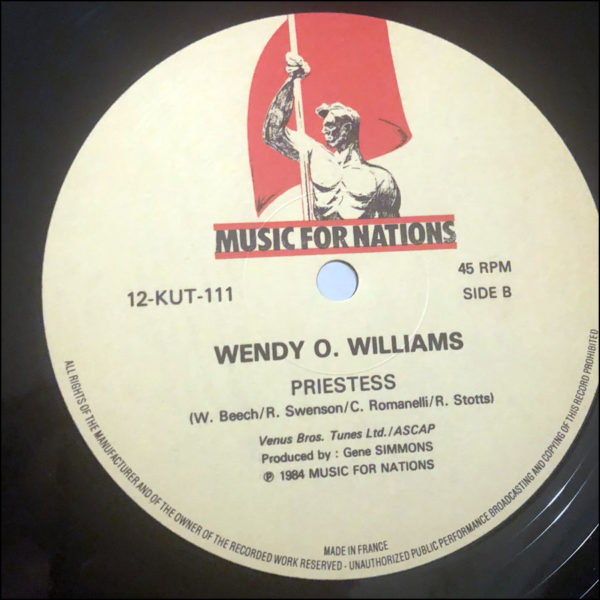 MUSIC FOR NATIONS
12-KUT-111
45 RPM
SIDE B
WENDY O. WILLIAMS
PRIESTESS
(W. Beech/R. Swenson/C. Romanelli/R. Stotts)
Venus Bros. Tunes Ltd./ASCAP
Produced by : Gene SIMMONS
℗ 1984 MUSIC FOR NATIONS
MADE IN FRANCE
ALL RIGHTS OF THE MANUFACTURER AND OF THE OWNER OF THE RECORDED WORK RESERVED - UNAUTHORIZED PUBLIC PERFORMANCE BROADCASTING AND COPYING OF THIS RECORD PROHIBITED